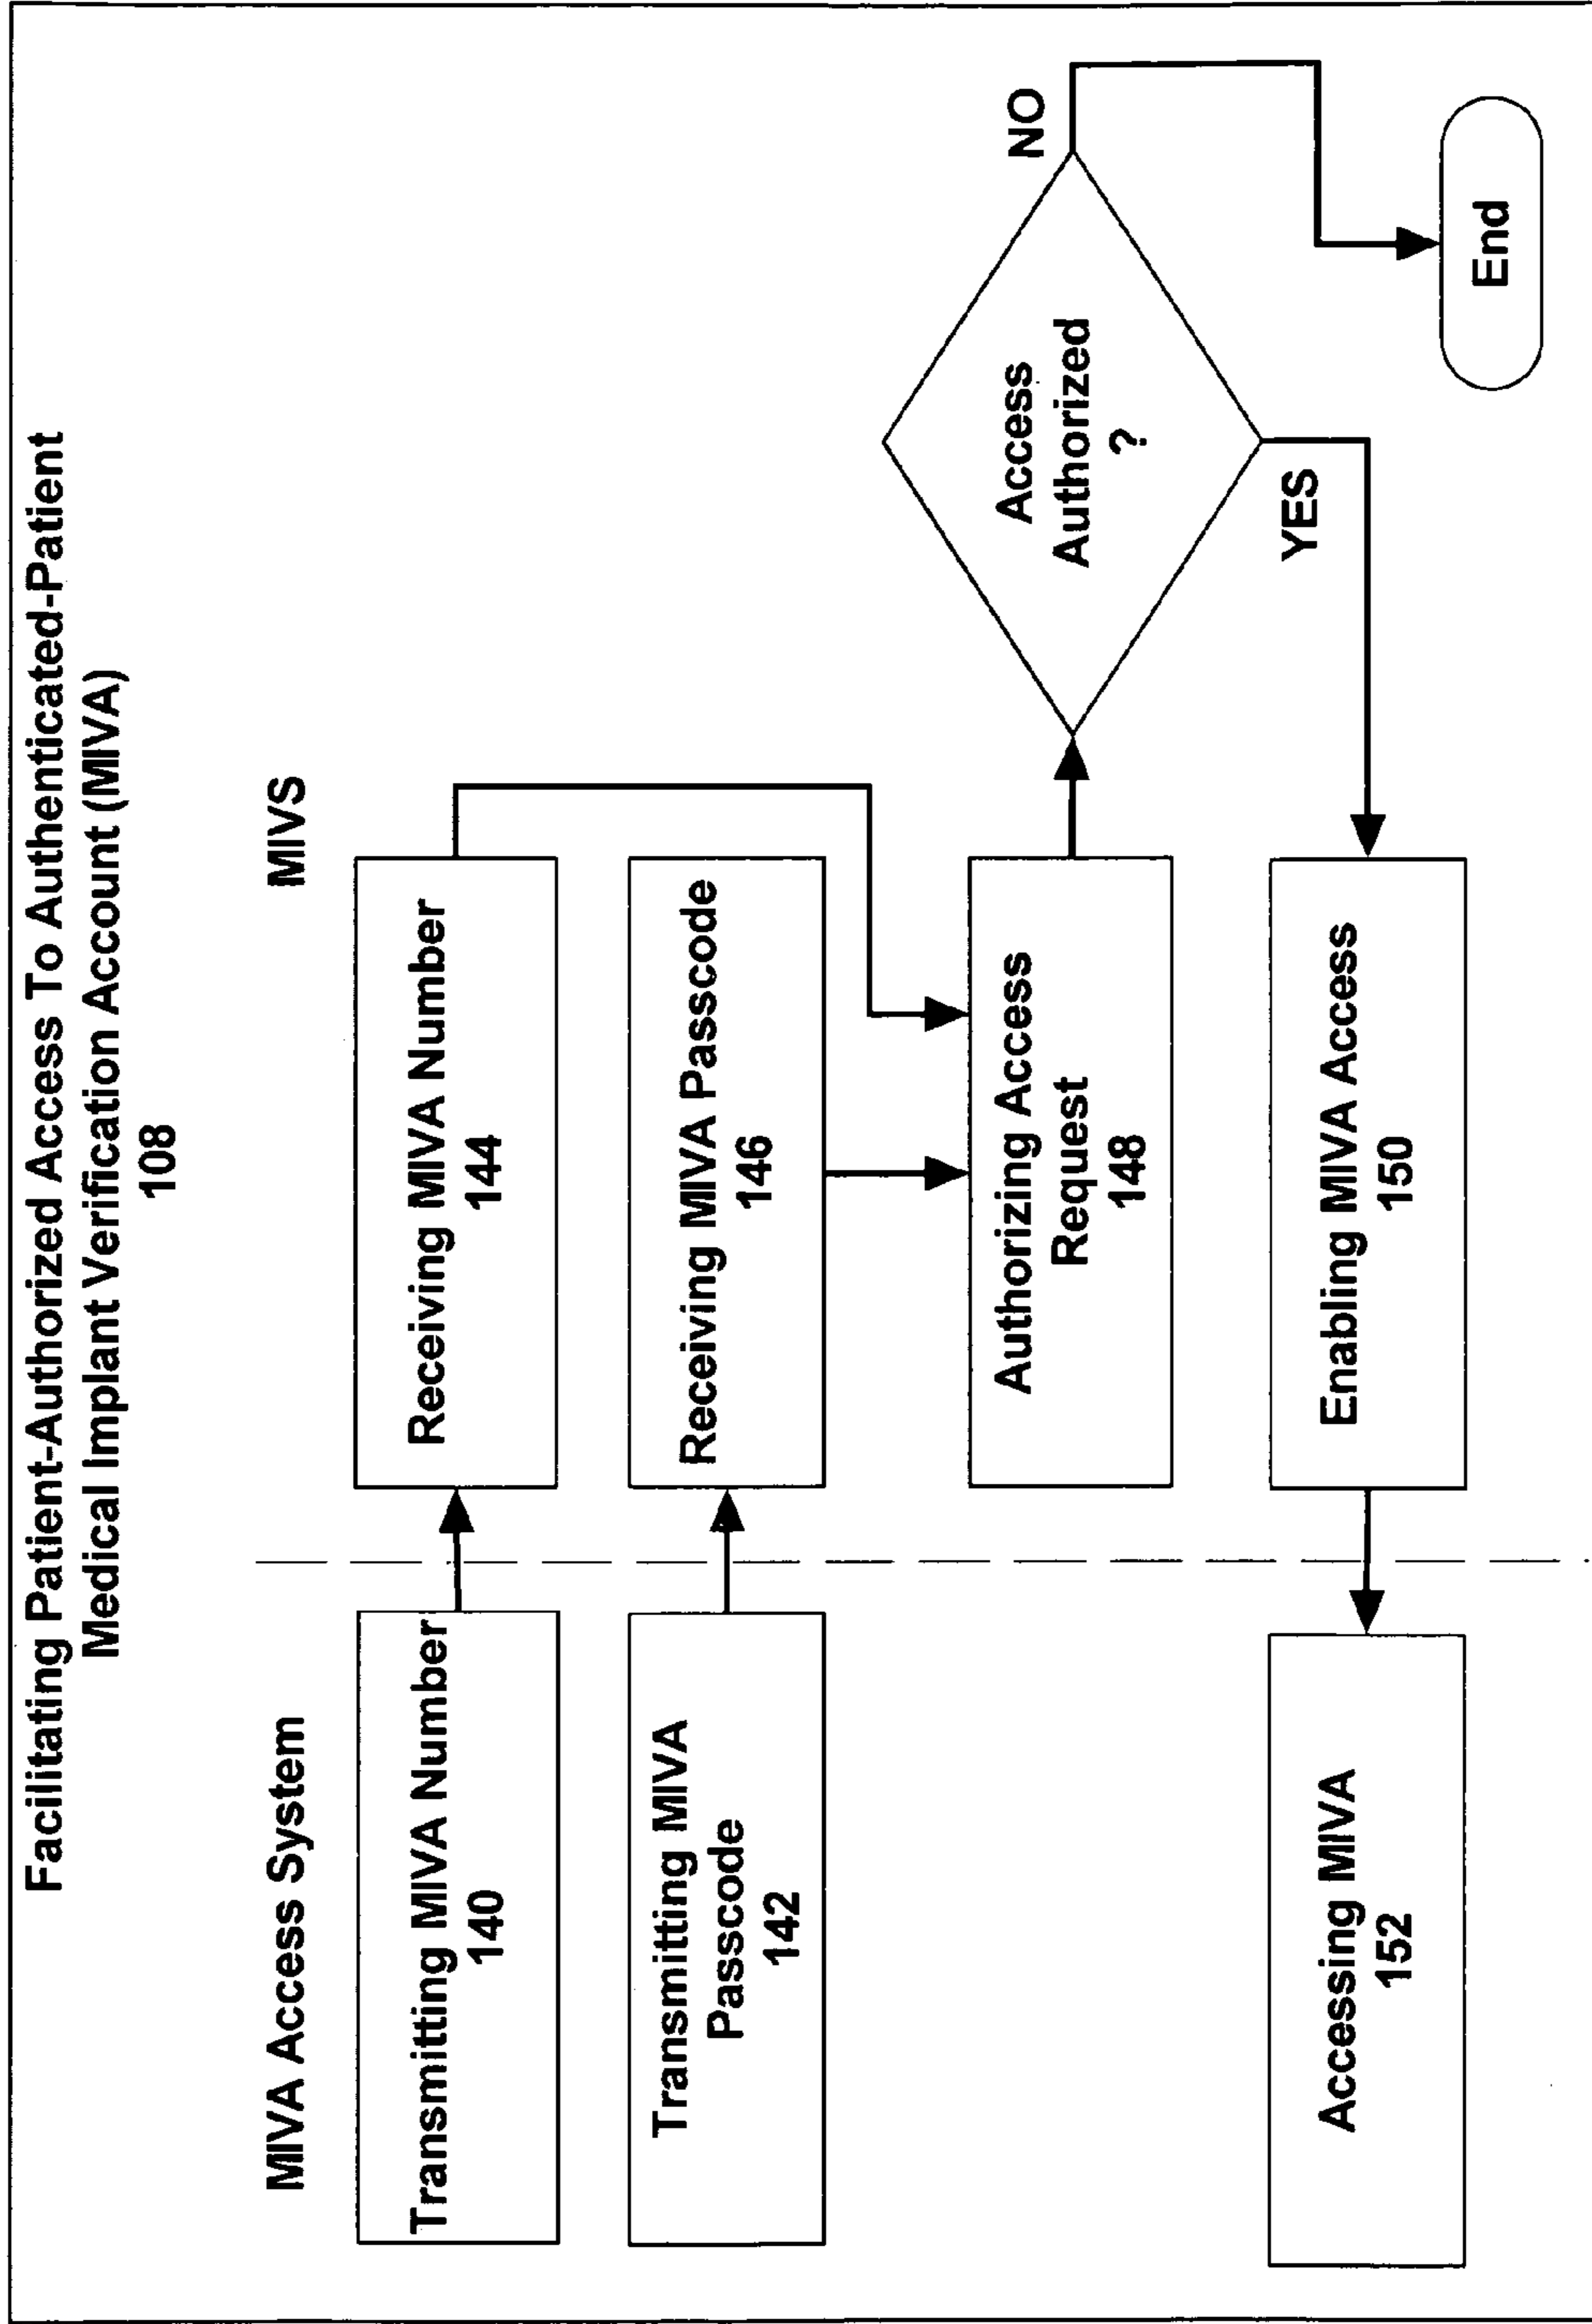 Facilitating Patient-Authorized Access To Authenticated-Patient
Medical Implant Verification Account (MIVA)
108
MIVA Access System
MIVS
Transmitting MIVA Number
140
Receiving MIVA Number
144
Transmitting MIVA
Passcode
142
Receiving MIVA Passcode
146
Authorizing Access
Request
148
Access
Authorized
?
NO
YES
End
Enabling MIVA Access
150
Accessing MIVA
152